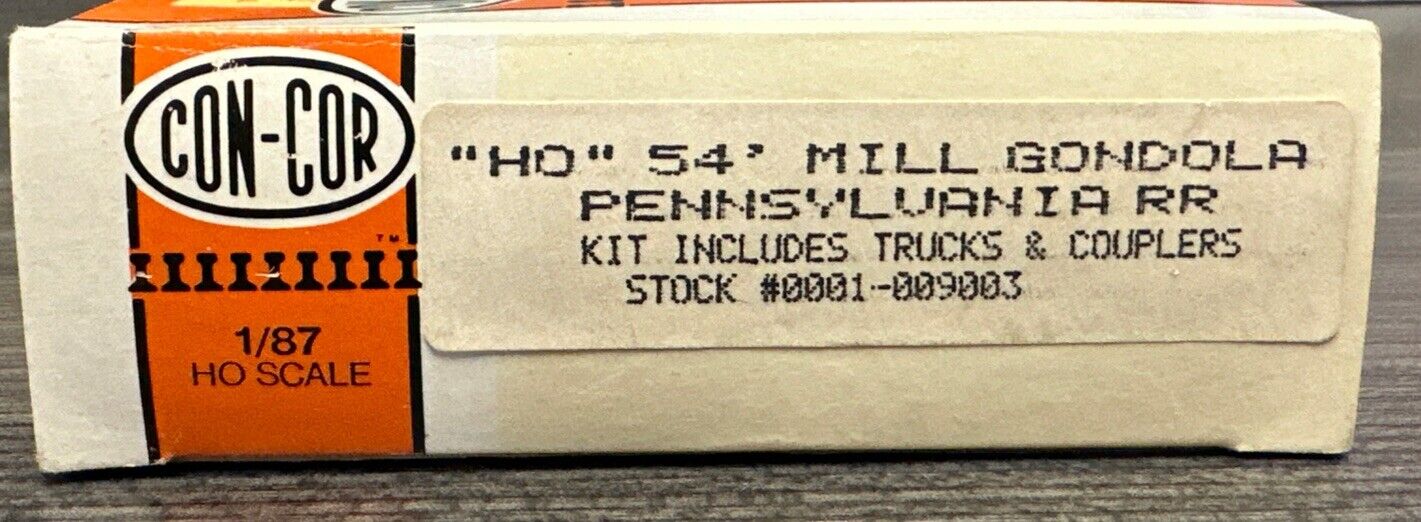 CON-COR
TM
1/87
HO SCALE
"HO" 54' MILL GONDOLA
PENNSYLVANIA RR
KIT INCLUDES TRUCKS & COUPLERS
STOCK #0001-009003